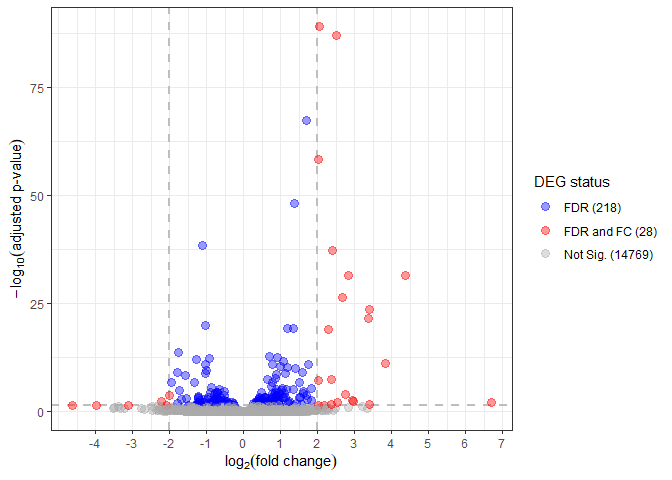 75
50
25
0
−log10(adjusted p-value)
-4 -3 -2 -1 0 1 2 3 4 5 6 7
log2(fold change)
DEG status
FDR (218)
FDR and FC (28)
Not Sig. (14769)